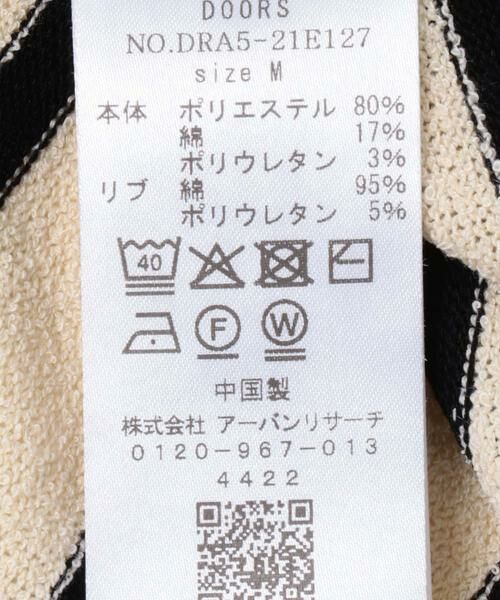 DOORS
NO.DRA5-21E127
size M
本体 ポリエステル 80%
綿 17%
ポリウレタン 3%
リブ 綿 95%
ポリウレタン 5%
40
F W
中国製
株式会社 アーバンリサーチ
0120-967-013
4422